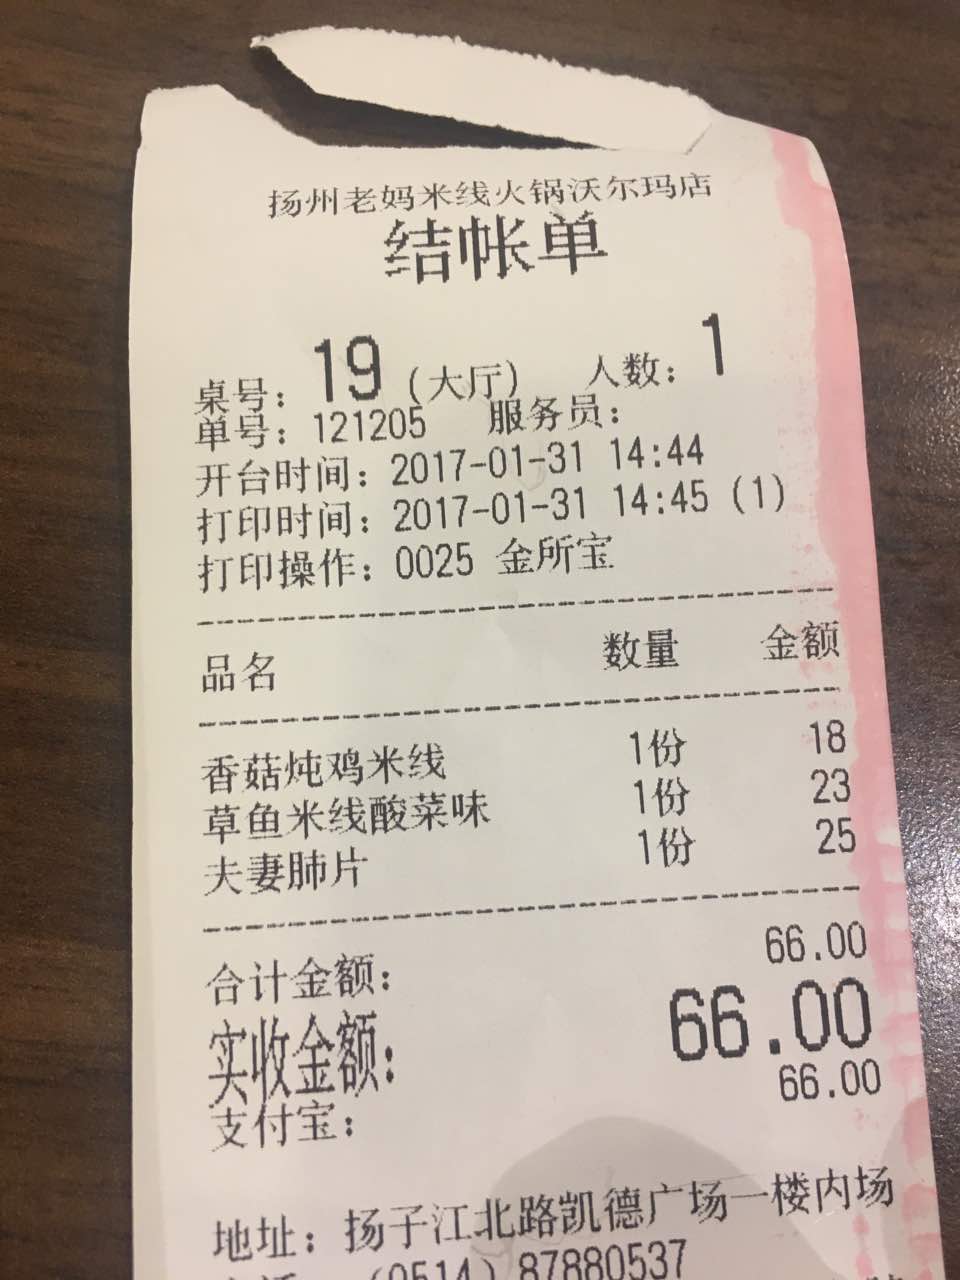 扬州老妈米线火锅沃尔玛店
结帐单
桌号：19（大厅） 人数：1
单号：121205 服务员：
开台时间：2017-01-31 14:44
打印时间：2017-01-31 14:45 (1)
打印操作：0025 金所宝
品名 数量 金额
香菇炖鸡米线 1份 18
草鱼米线酸菜味 1份 23
夫妻肺片 1份 25
合计金额： 66.00
实收金额： 66.00
支付宝： 66.00
地址：扬子江北路凯德广场一楼内场
(0514) 87880537